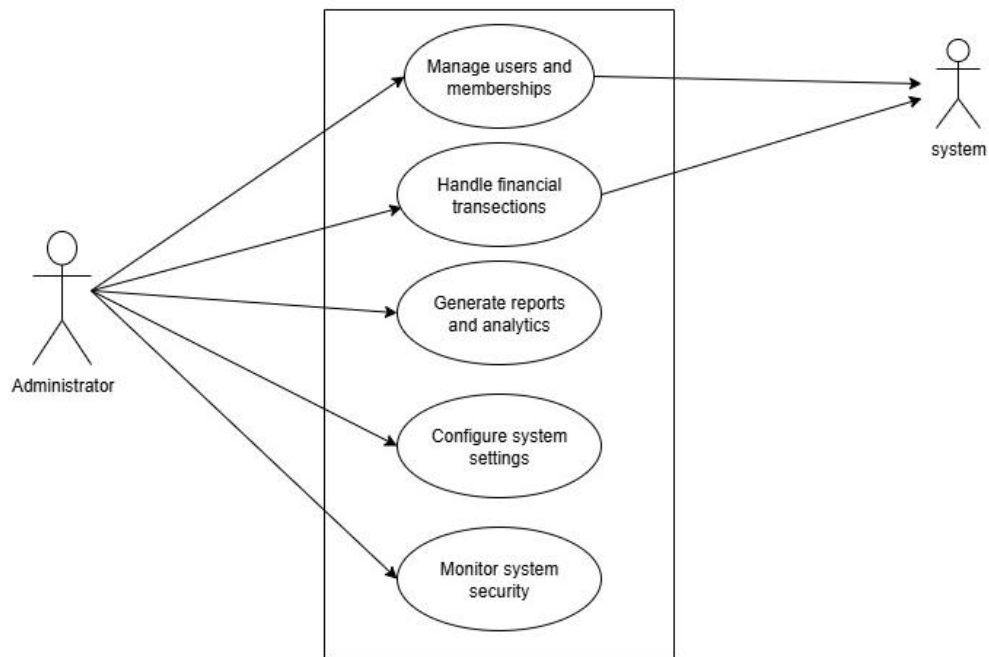 Manage users and
memberships
system
Handle financial
transections
Administrator
Generate reports
and analytics
Configure system
settings
Monitor system
security